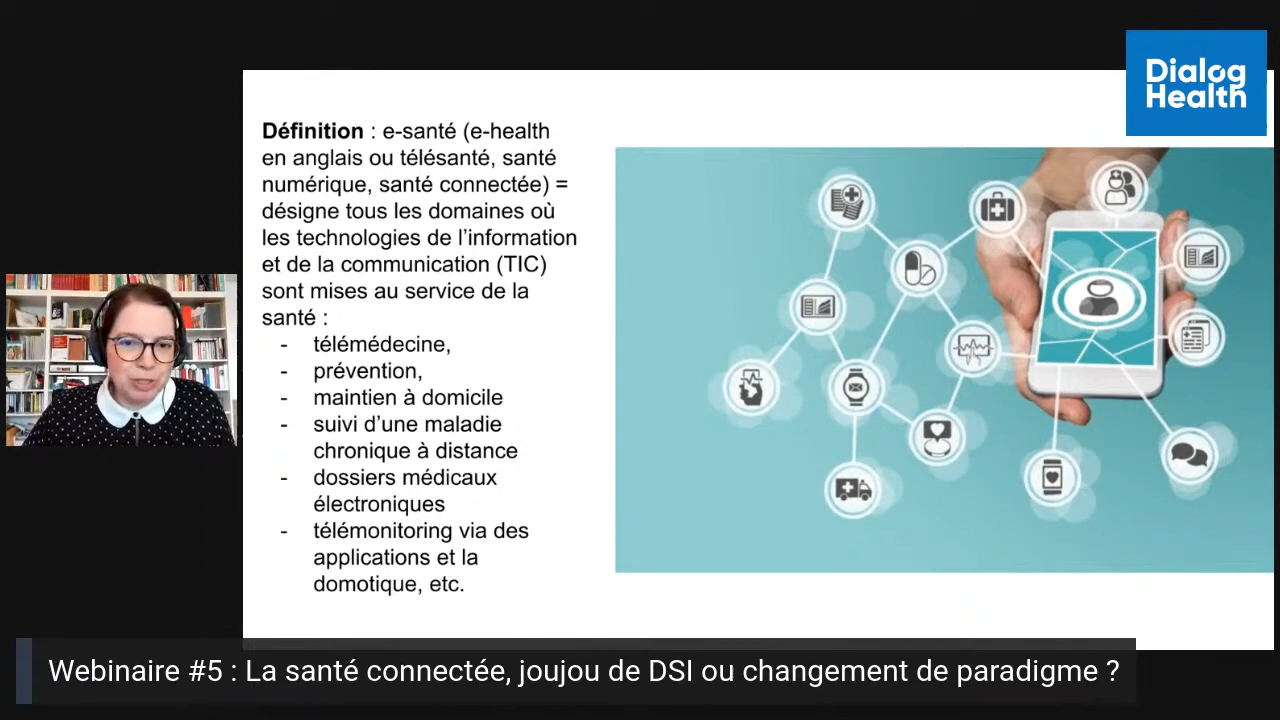 Dialog
Health
Définition : e-santé (e-health
en anglais ou télésanté, santé
numérique, santé connectée) =
désigne tous les domaines où
les technologies de l’information
et de la communication (TIC)
sont mises au service de la
santé :
- télémédecine,
- prévention,
- maintien à domicile
- suivi d’une maladie
chronique à distance
- dossiers médicaux
électroniques
- télémonitoring via des
applications et la
domotique, etc.
Webinaire #5 : La santé connectée, joujou de DSI ou changement de paradigme ?